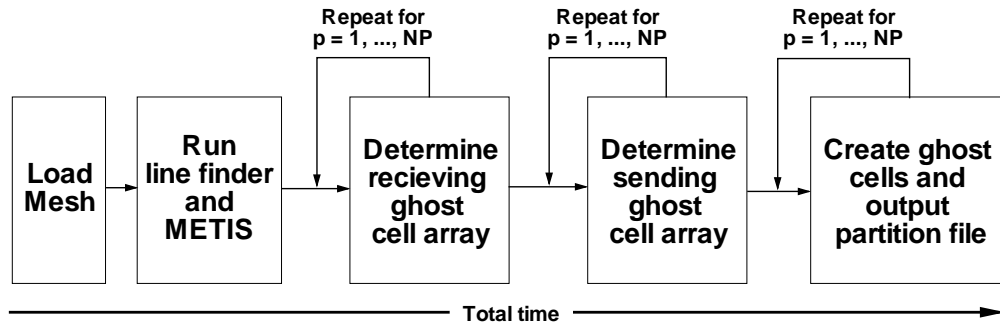 Repeat for
p = 1, ..., NP
Repeat for
p = 1, ..., NP
Repeat for
p = 1, ..., NP
Load
Mesh
Run
line finder
and
METIS
Determine
recieving
ghost
cell array
Determine
sending
ghost
cell array
Create ghost
cells and
output
partition file
Total time